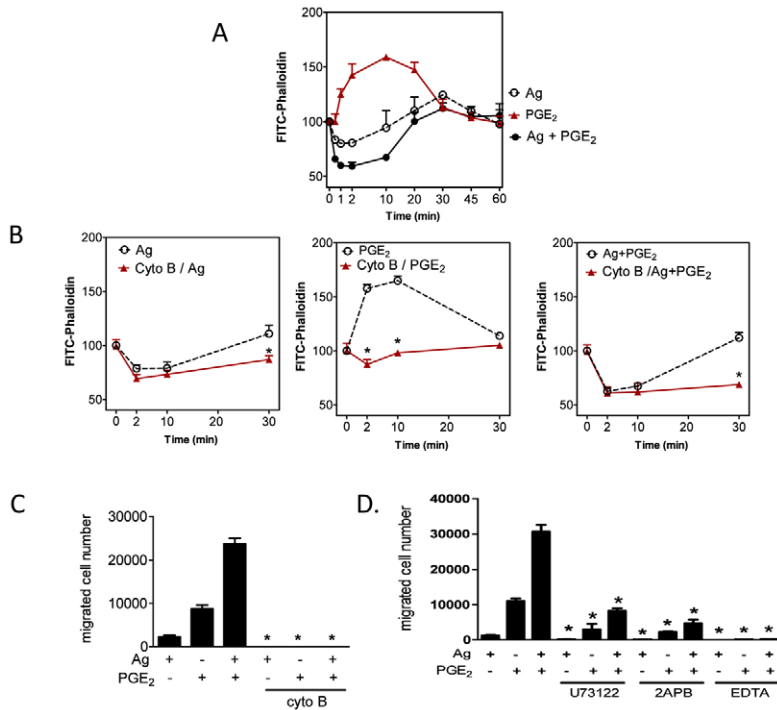 A
FITC-Phalloidin
200
150
100
50
0 1 2 10 20 30 45 60
Time (min)
Ag
PGE2
Ag + PGE2
B
FITC-Phalloidin
200
150
100
50
0 2 10 20 30
Time (min)
Ag
Cyto B / Ag
*
FITC-Phalloidin
200
150
100
50
0 2 10 20 30
Time (min)
PGE2
Cyto B / PGE2
* *
FITC-Phalloidin
200
150
100
50
0 2 10 20 30
Time (min)
Ag+PGE2
Cyto B /Ag+PGE2
*
C
migrated cell number
30000
20000
10000
0
* * *
Ag + - + + - +
PGE2 - + + - + +
cyto B
D.
migrated cell number
40000
30000
20000
10000
0
* * * * * * * * *
Ag + - + + - + + - + + - +
PGE2 - + + - + + - + + - + +
U73122 2APB EDTA